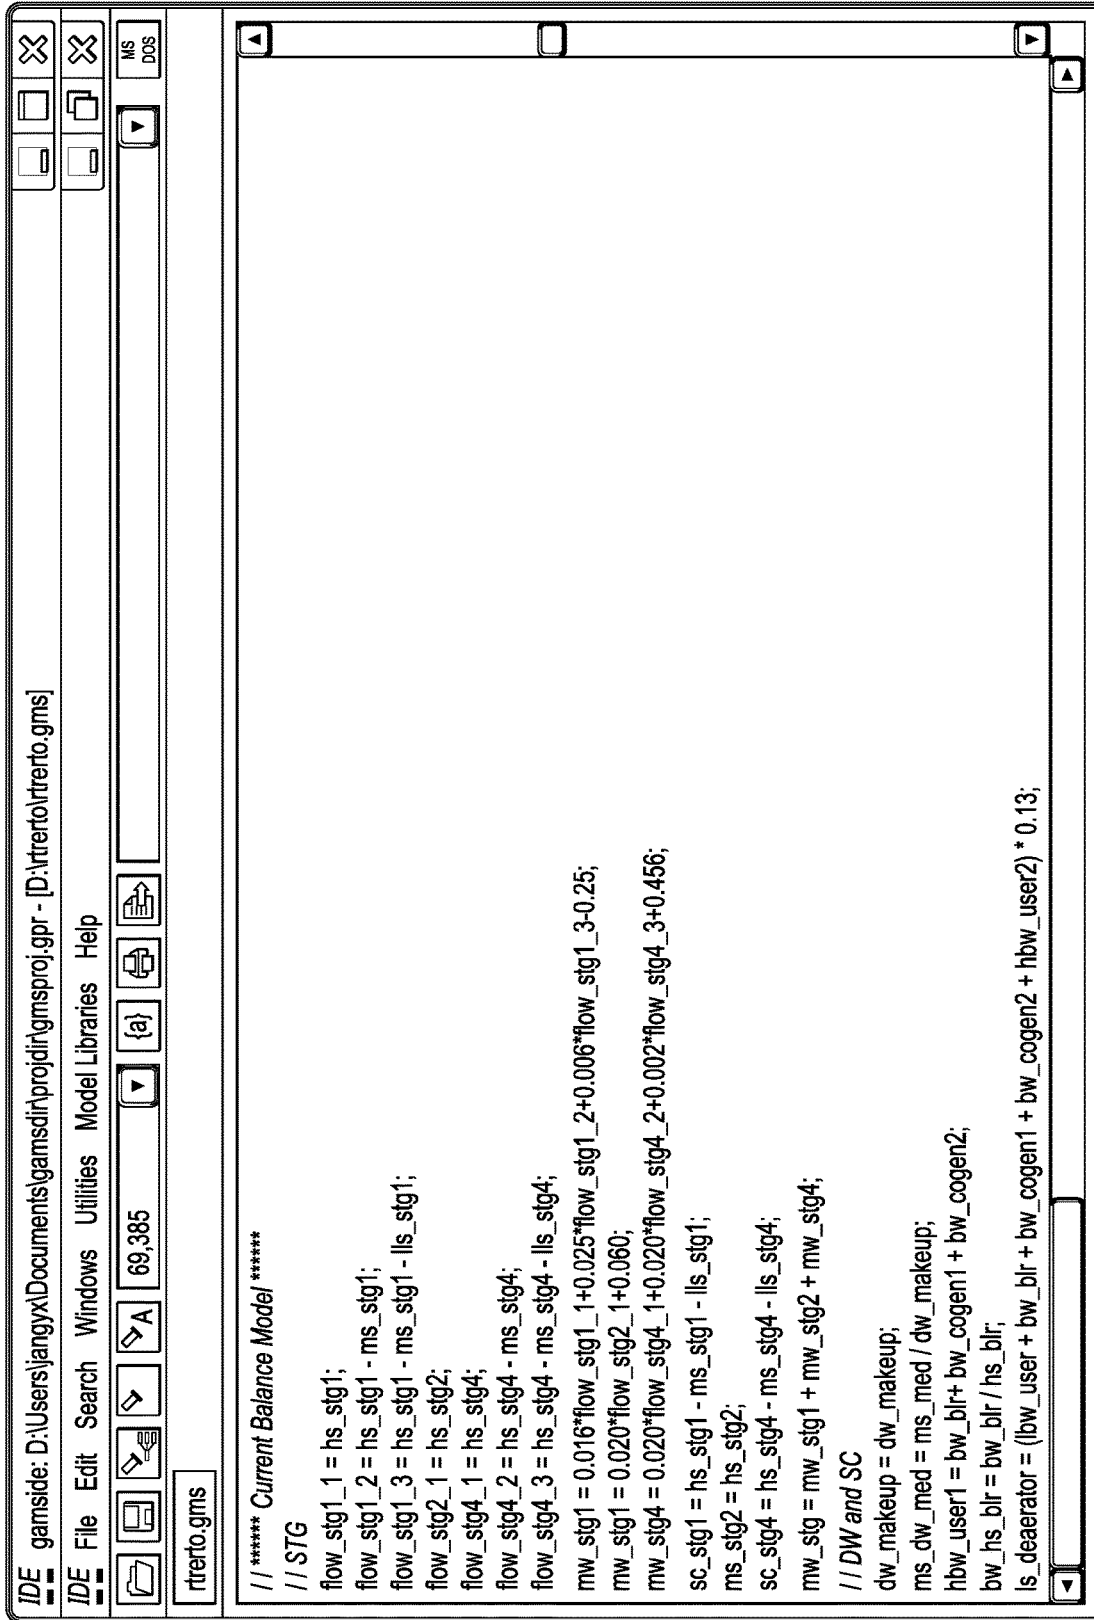 IDE gamside: D:\Users\jangyx\Documents\gamsdir\projdir\gmsproj.gpr - [D:\rtrerto\rtrerto.gms]
IDE File Edit Search Windows Utilities Model Libraries Help
A 69,385 {a} MS DOS
rtrerto.gms
// ****** Current Balance Model ******
// STG
flow_stg1_1 = hs_stg1;
flow_stg1_2 = hs_stg1 - ms_stg1;
flow_stg1_3 = hs_stg1 - ms_stg1 - lls_stg1;
flow_stg2_1 = hs_stg2;
flow_stg4_1 = hs_stg4;
flow_stg4_2 = hs_stg4 - ms_stg4;
flow_stg4_3 = hs_stg4 - ms_stg4 - lls_stg4;
mw_stg1 = 0.016*flow_stg1_1+0.025*flow_stg1_2+0.006*flow_stg1_3-0.25;
mw_stg1 = 0.020*flow_stg2_1+0.060;
mw_stg4 = 0.020*flow_stg4_1+0.020*flow_stg4_2+0.002*flow_stg4_3+0.456;
sc_stg1 = hs_stg1 - ms_stg1 - lls_stg1;
ms_stg2 = hs_stg2;
sc_stg4 = hs_stg4 - ms_stg4 - lls_stg4;
mw_stg = mw_stg1 + mw_stg2 + mw_stg4;
// DW and SC
dw_makeup = dw_makeup;
ms_dw_med = ms_med / dw_makeup;
hbw_user1 = bw_blr+ bw_cogen1 + bw_cogen2;
bw_hs_blr = bw_blr / hs_blr;
ls_deaerator = (lbw_user + bw_blr + bw_cogen1 + bw_cogen2 + hbw_user2) * 0.13;